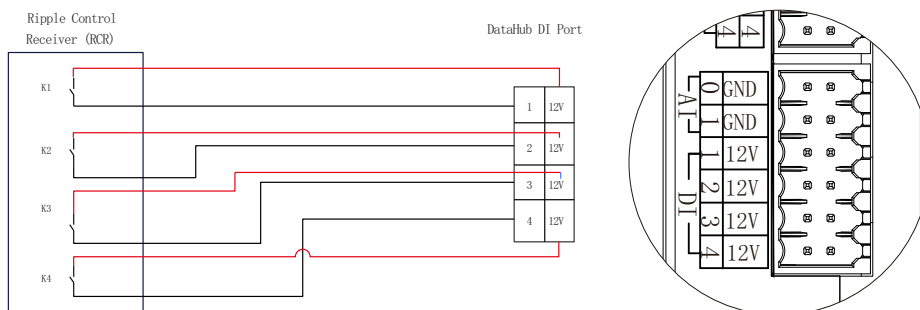 Ripple Control
Receiver (RCR)
DataHub DI Port
K1
K2
K3
K4
1 12V
2 12V
3 12V
4 12V
4 4
AI
0 GND
1 GND
DI
1 12V
2 12V
3 12V
4 12V